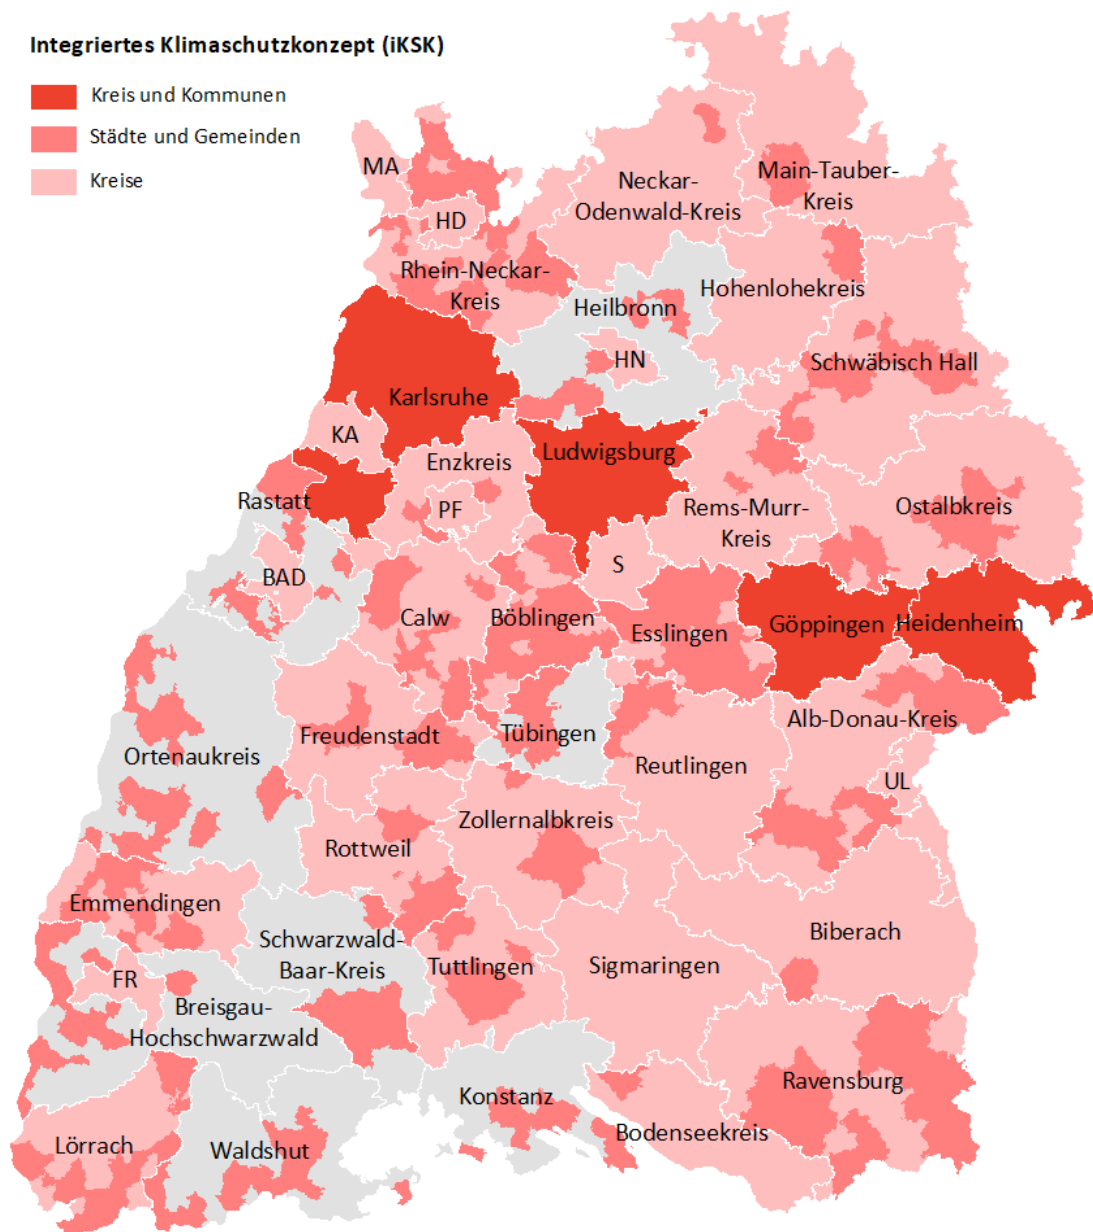 Integriertes Klimaschutzkonzept (iKSK)
Kreis und Kommunen
Städte und Gemeinden
Kreise
MA
Neckar-
Odenwald-Kreis
Main-Tauber-
Kreis
HD
Rhein-Neckar-
Kreis
Hohenlohekreis
Heilbronn
HN
Schwäbisch Hall
Karlsruhe
KA
Enzkreis
Ludwigsburg
Rastatt
PF
Rems-Murr-
Kreis
Ostalbkreis
S
BAD
Calw
Böblingen
Esslingen
Göppingen
Heidenheim
Freudenstadt
Tübingen
Alb-Donau-Kreis
Ortenaukreis
Reutlingen
UL
Zollernalbkreis
Rottweil
Emmendingen
Schwarzwald-
Baar-Kreis
Biberach
FR
Tuttlingen
Sigmaringen
Breisgau-
Hochschwarzwald
Konstanz
Ravensburg
Bodenseekreis
Lörrach
Waldshut